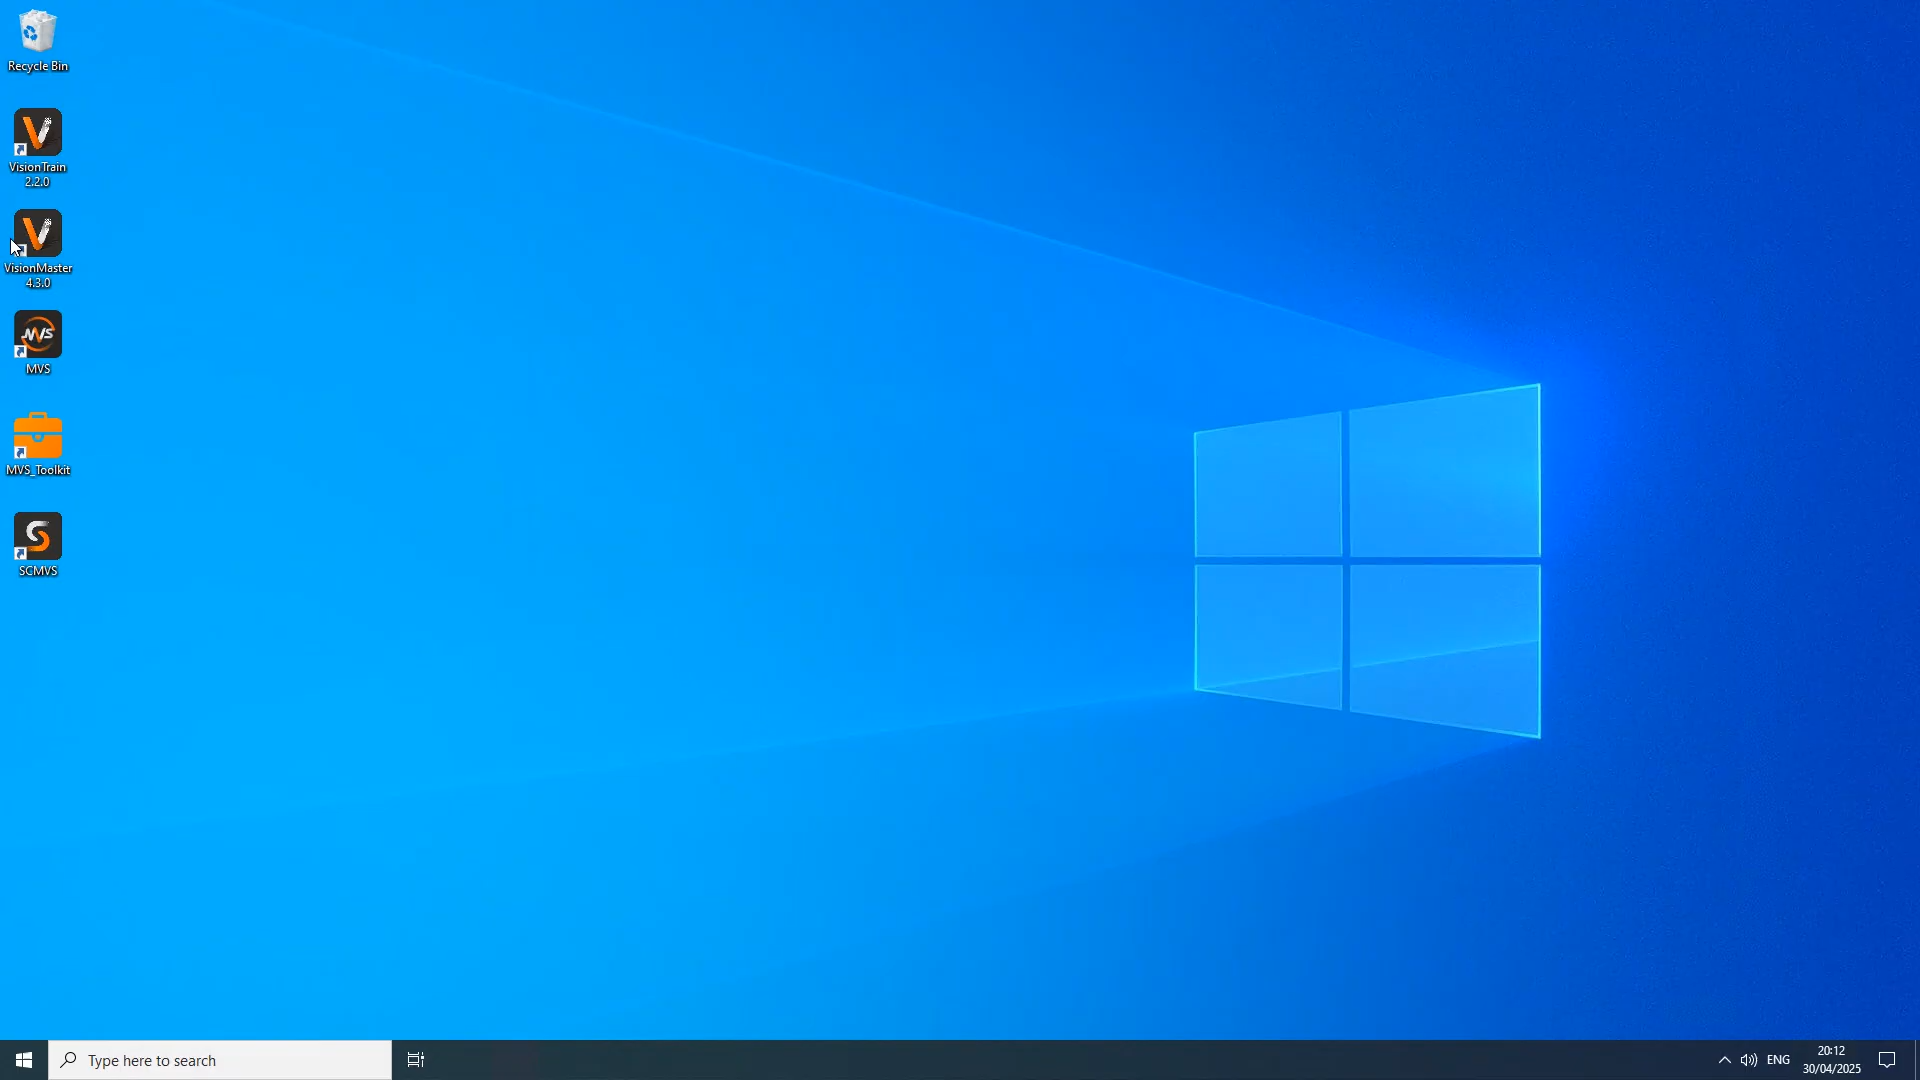 Recycle Bin
VisionTrain
2.2.0
VisionMaster
4.3.0
MVS
MVS
MVS_Toolkit
SCMVS
Type here to search
ENG
20:12
30/04/2025